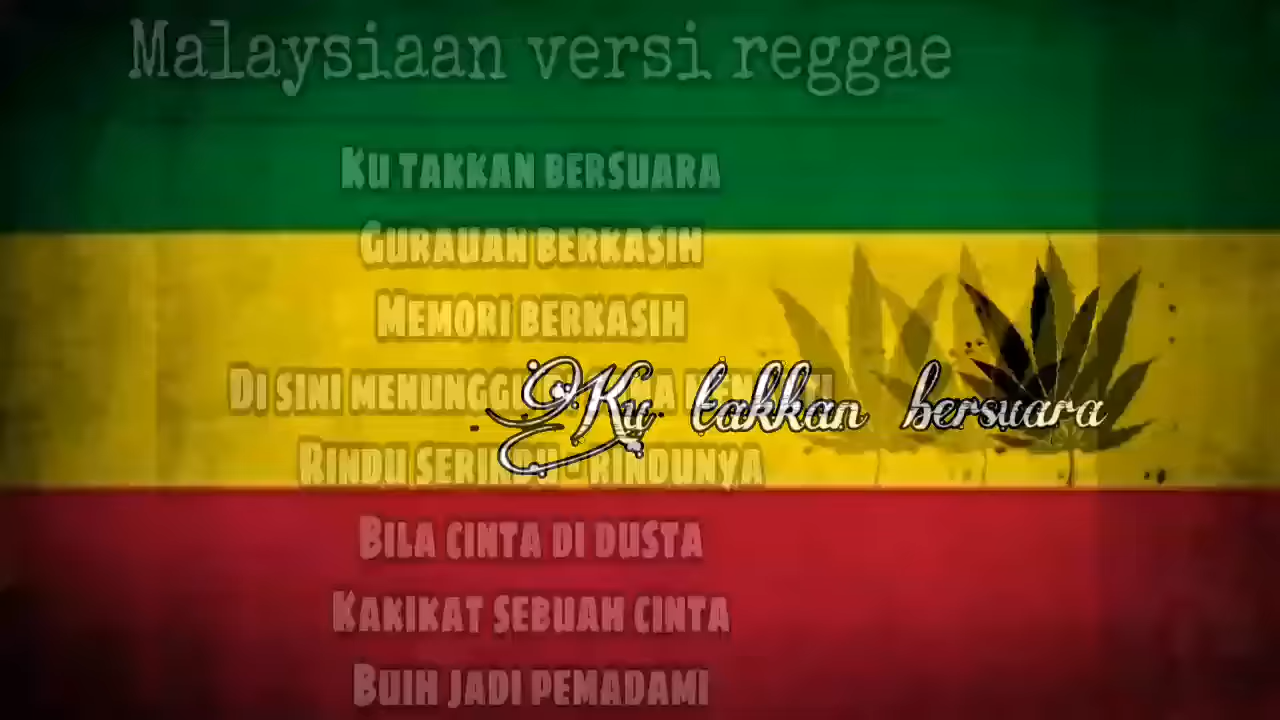 Malaysiaan versi reggae
Ku takkan bersuara
Gurauan berkasih
Memori berkasih
Di sini menunggu
Ku takkan bersuara
Rindu serindu - rindunya
Bila cinta di dusta
Kakikat sebuah cinta
Buih jadi pemadami